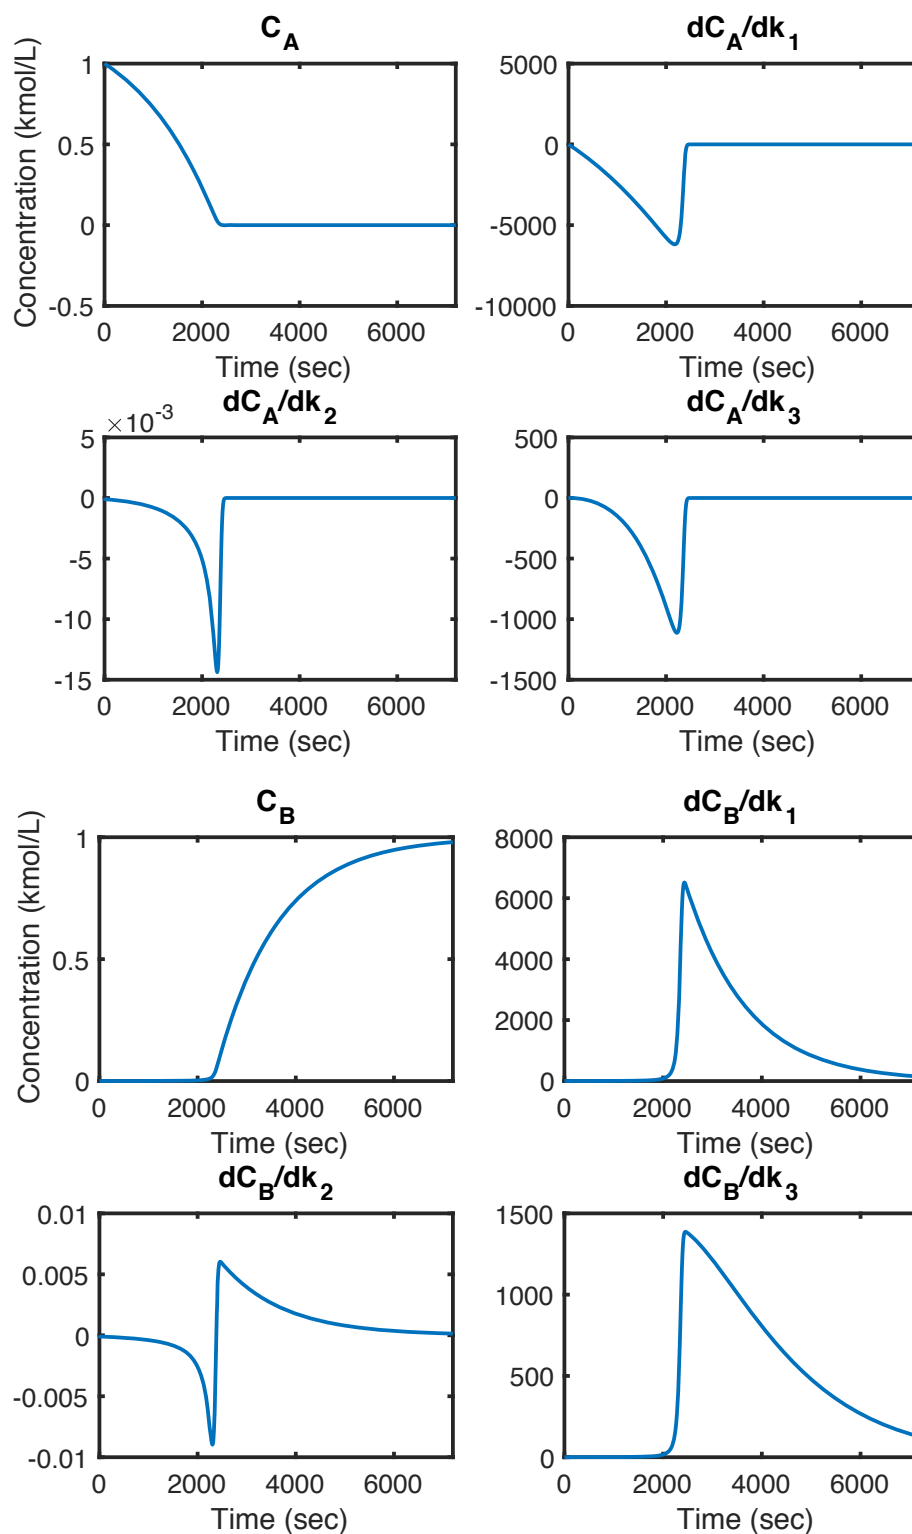 C_A
dC_A/dk_1
Concentration (kmol/L)
1
0.5
0
-0.5
0 2000 4000 6000
Time (sec)
5000
0
-5000
-10000
0 2000 4000 6000
Time (sec)
dC_A/dk_2
dC_A/dk_3
×10^-3
5
0
-5
-10
-15
0 2000 4000 6000
Time (sec)
500
0
-500
-1000
-1500
0 2000 4000 6000
Time (sec)
C_B
dC_B/dk_1
Concentration (kmol/L)
1
0.5
0
0 2000 4000 6000
Time (sec)
8000
6000
4000
2000
0
0 2000 4000 6000
Time (sec)
dC_B/dk_2
dC_B/dk_3
0.01
0.005
0
-0.005
-0.01
0 2000 4000 6000
Time (sec)
1500
1000
500
0
0 2000 4000 6000
Time (sec)